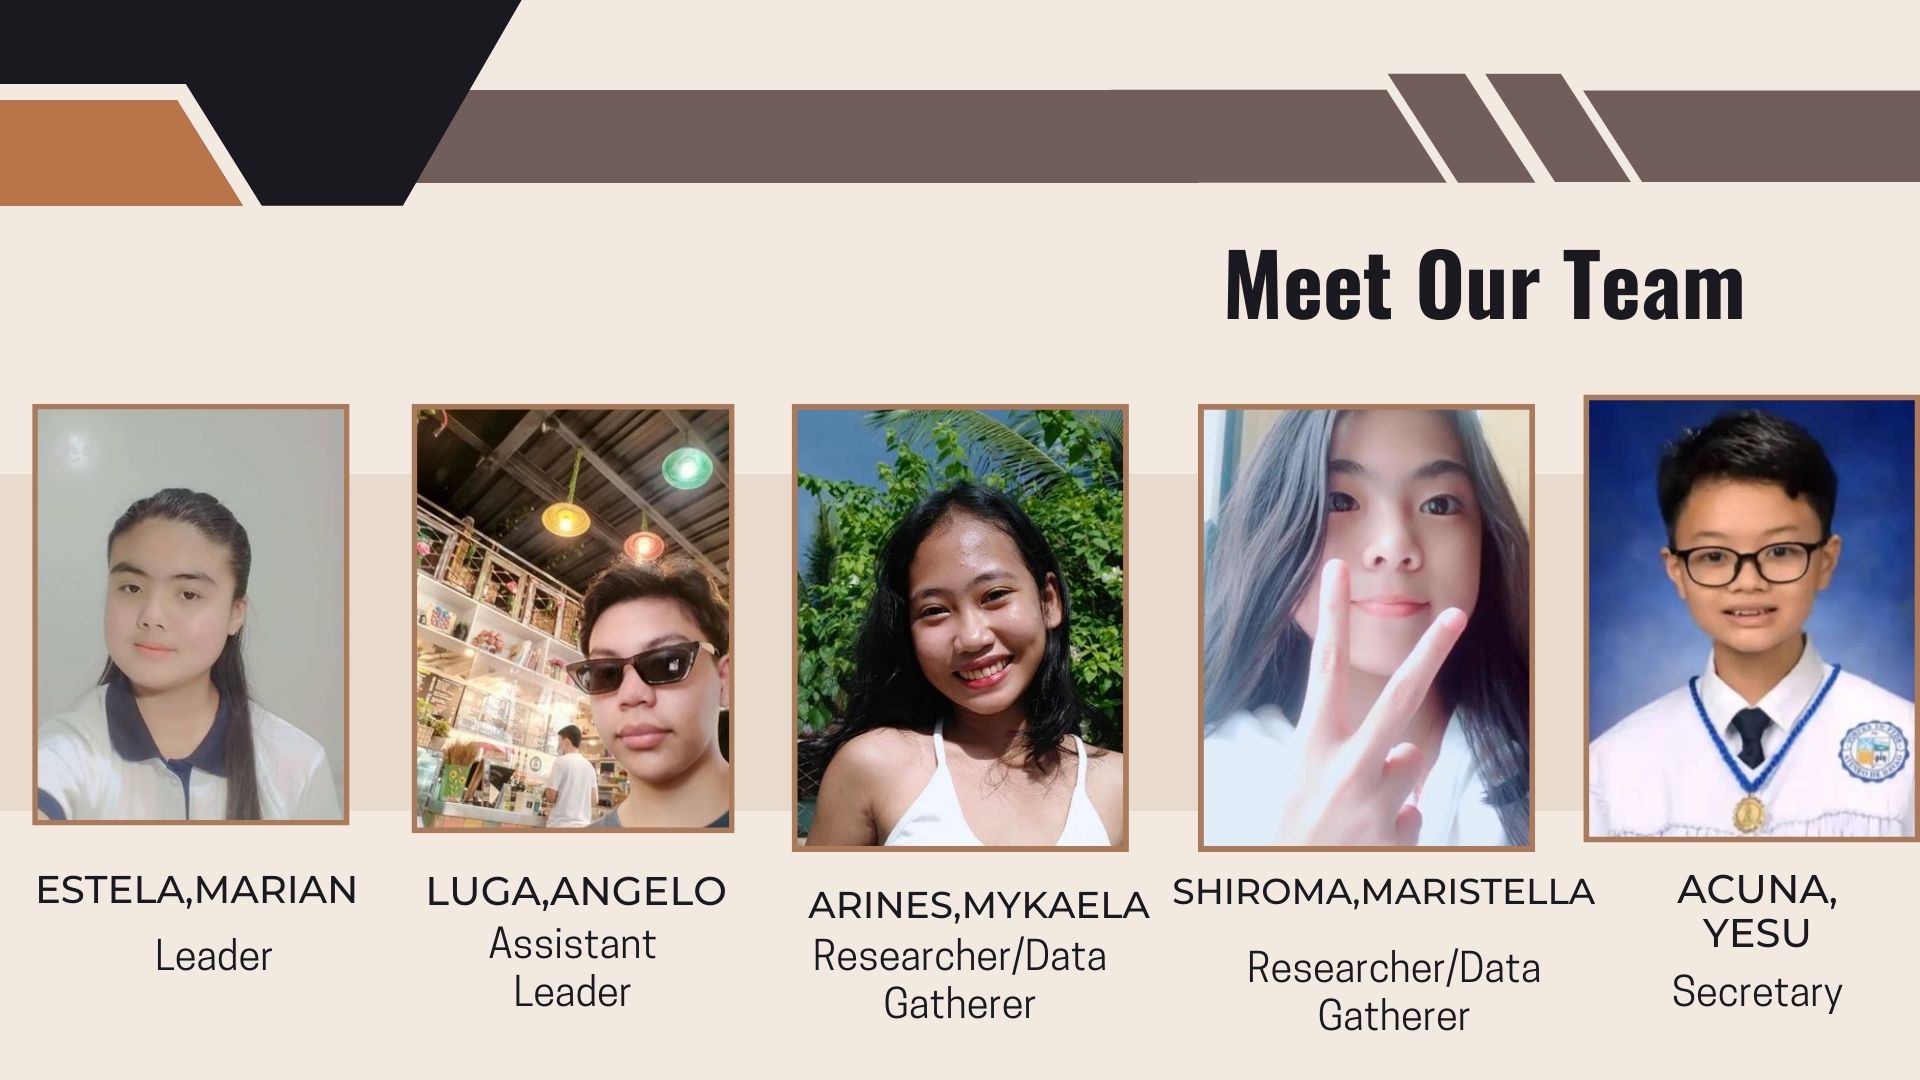 Meet Our Team
ESTELA,MARIAN
Leader
LUGA,ANGELO
Assistant
Leader
ARINES,MYKAELA
Researcher/Data
Gatherer
SHIROMA,MARISTELLA
Researcher/Data
Gatherer
ACUNA,
YESU
Secretary